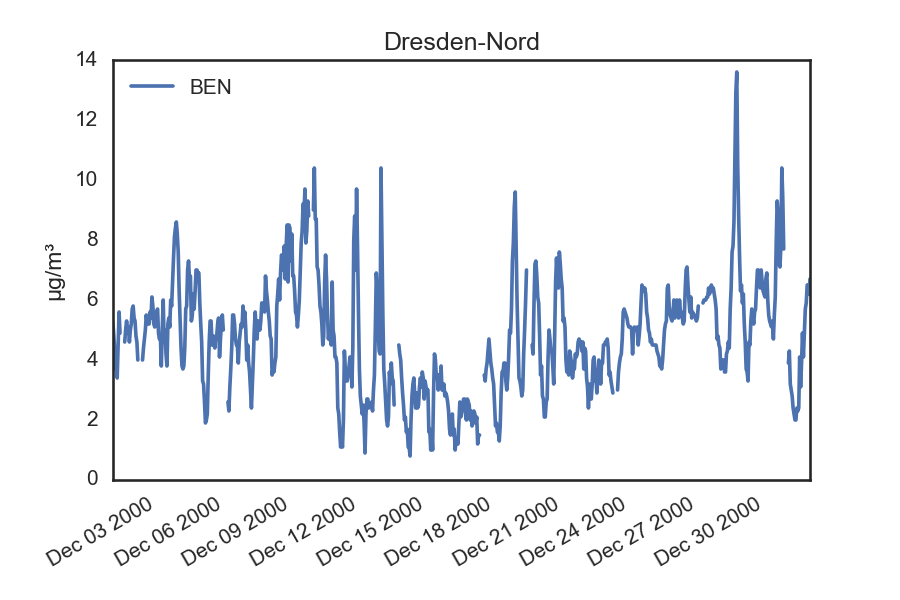 Dresden-Nord
BEN
µg/m³
14
12
10
8
6
4
2
0
Dec 03 2000
Dec 06 2000
Dec 09 2000
Dec 12 2000
Dec 15 2000
Dec 18 2000
Dec 21 2000
Dec 24 2000
Dec 27 2000
Dec 30 2000